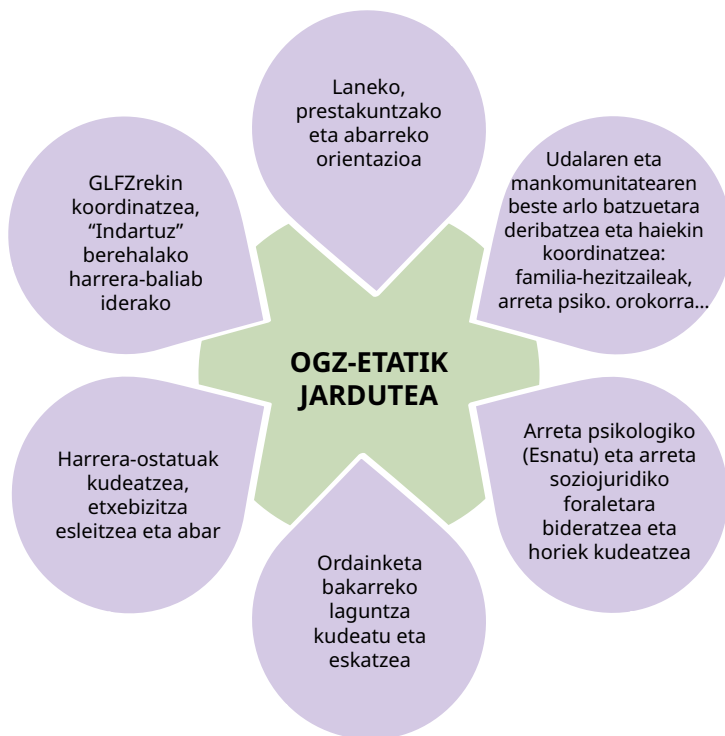 Laneko,
prestakuntzako
eta abarreko
orientazioa
Udalaren eta
mankomunitatearen
beste arlo batzuetara
deribatzea eta haiekin
koordinatzea:
familia-hezitzaileak,
arreta psiko. orokorra...
Arreta psikologiko
(Esnatu) eta arreta
soziojuridiko
foraletara
bideratzea eta
horiek kudeatzea
Ordainketa
bakarreko
laguntza
kudeatu eta
eskatzea
Harrera-ostatuak
kudeatzea,
etxebizitza
esleitzea eta abar
GLFZrekin
koordinatzea,
“Indartuz”
berehalako
harrera-baliab
iderako
OGZ-ETATIK
JARDUTEA